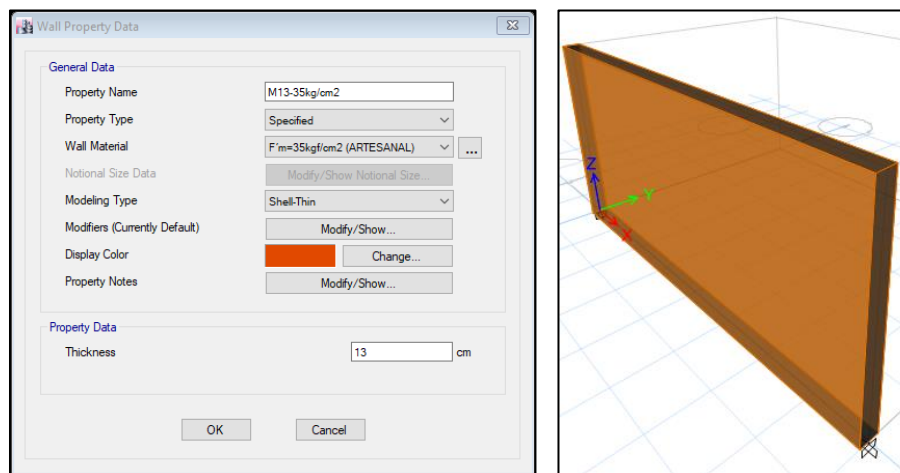 Wall Property Data
General Data
Property Name M13-35kg/cm2
Property Type Specified
Wall Material F´m=35kgf/cm2 (ARTESANAL) ...
Notional Size Data Modify/Show Notional Size...
Modeling Type Shell-Thin
Modifiers (Currently Default) Modify/Show...
Display Color Change...
Property Notes Modify/Show...
Property Data
Thickness 13 cm
OK Cancel
Z
Y
X